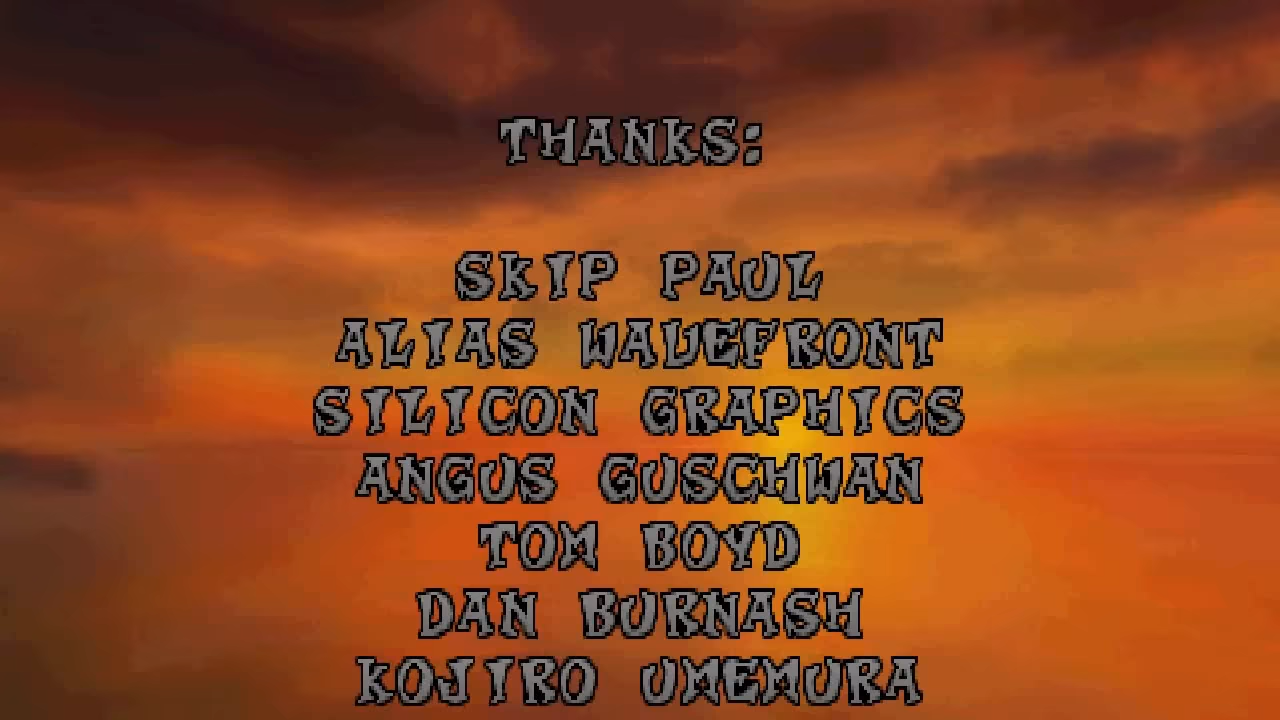 THANKS:
SKIP PAUL
ALIAS WAVEFRONT
SILICON GRAPHICS
ANGUS GUSCHWAN
TOM BOYD
DAN BURNASH
KOJIRO UMEMURA